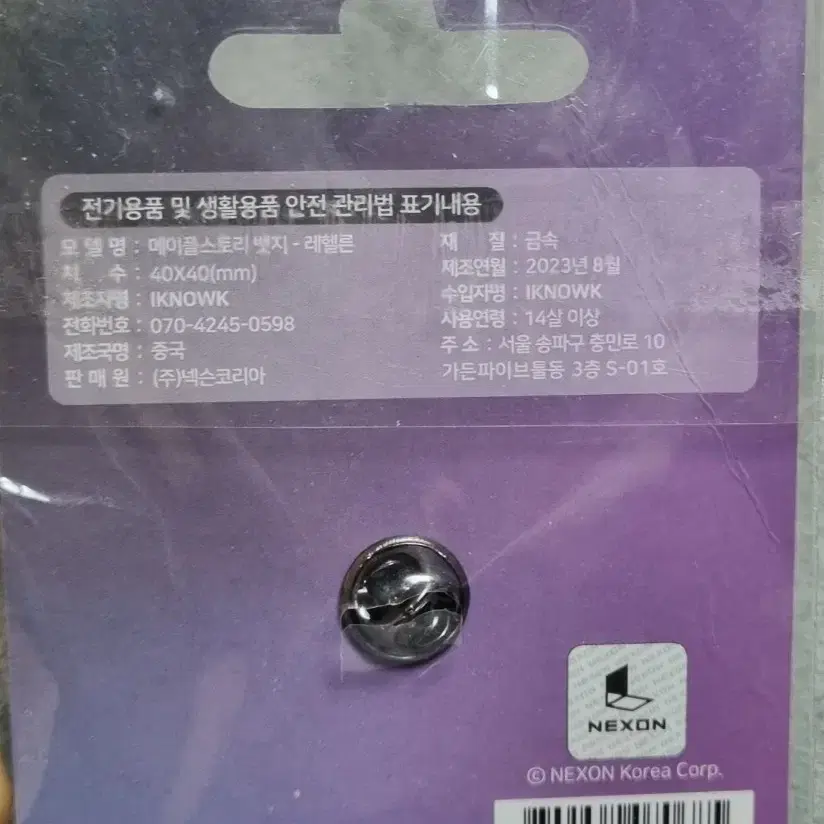 전기용품 및 생활용품 안전 관리법 표기내용
모 델 명 : 메이플스토리 뱃지 - 레헬른
치 수 : 40X40(mm)
제조자명 : IKNOWK
전화번호 : 070-4245-0598
제조국명 : 중국
판 매 원 : (주)넥슨코리아
재 질 : 금속
제조연월 : 2023년 8월
수입자명 : IKNOWK
사용연령 : 14살 이상
주 소 : 서울 송파구 충민로 10
가든파이브툴동 3층 S-01호
NEXON
© NEXON Korea Corp.